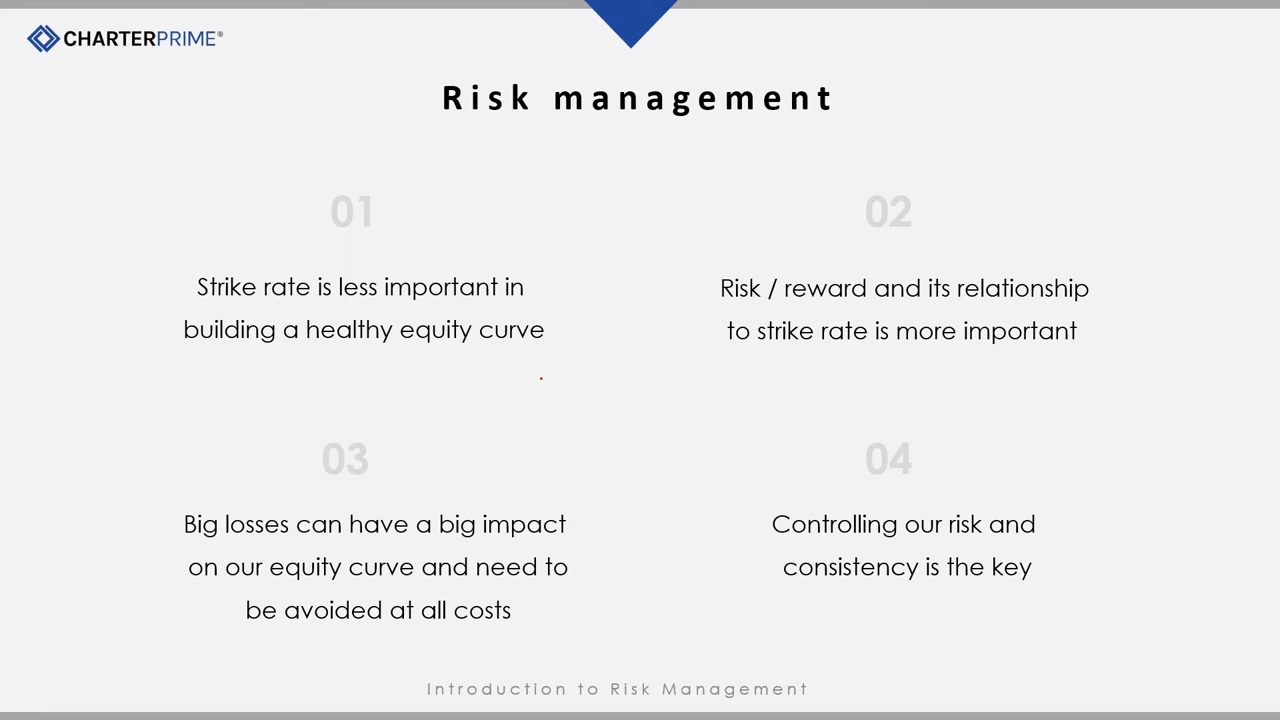 CHARTERPRIME®
Risk management
01
Strike rate is less important in
building a healthy equity curve
02
Risk / reward and its relationship
to strike rate is more important
03
Big losses can have a big impact
on our equity curve and need to
be avoided at all costs
04
Controlling our risk and
consistency is the key
Introduction to Risk Management